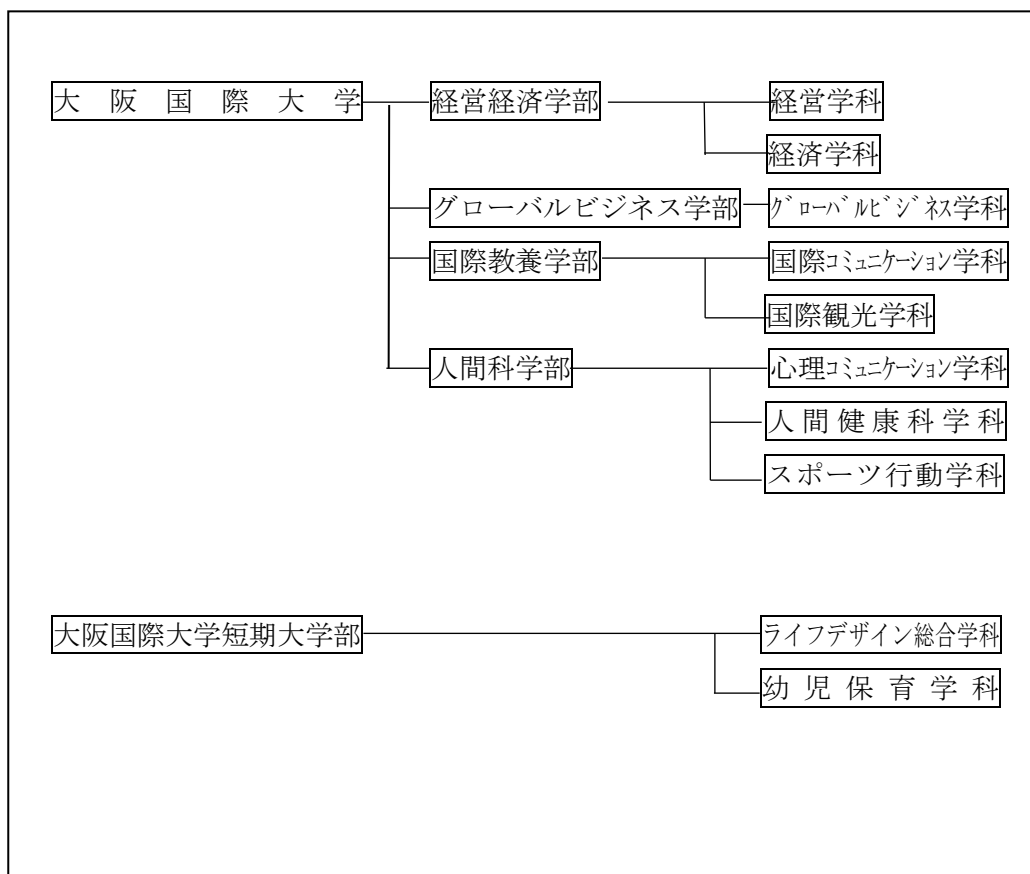 大阪国際大学 経営経済学部 経営学科
経済学科
グローバルビジネス学部 グローバルビジネス学科
国際教養学部 国際コミュニケーション学科
国際観光学科
人間科学部 心理コミュニケーション学科
人間健康科学科
スポーツ行動学科
大阪国際大学短期大学部 ライフデザイン総合学科
幼児保育学科